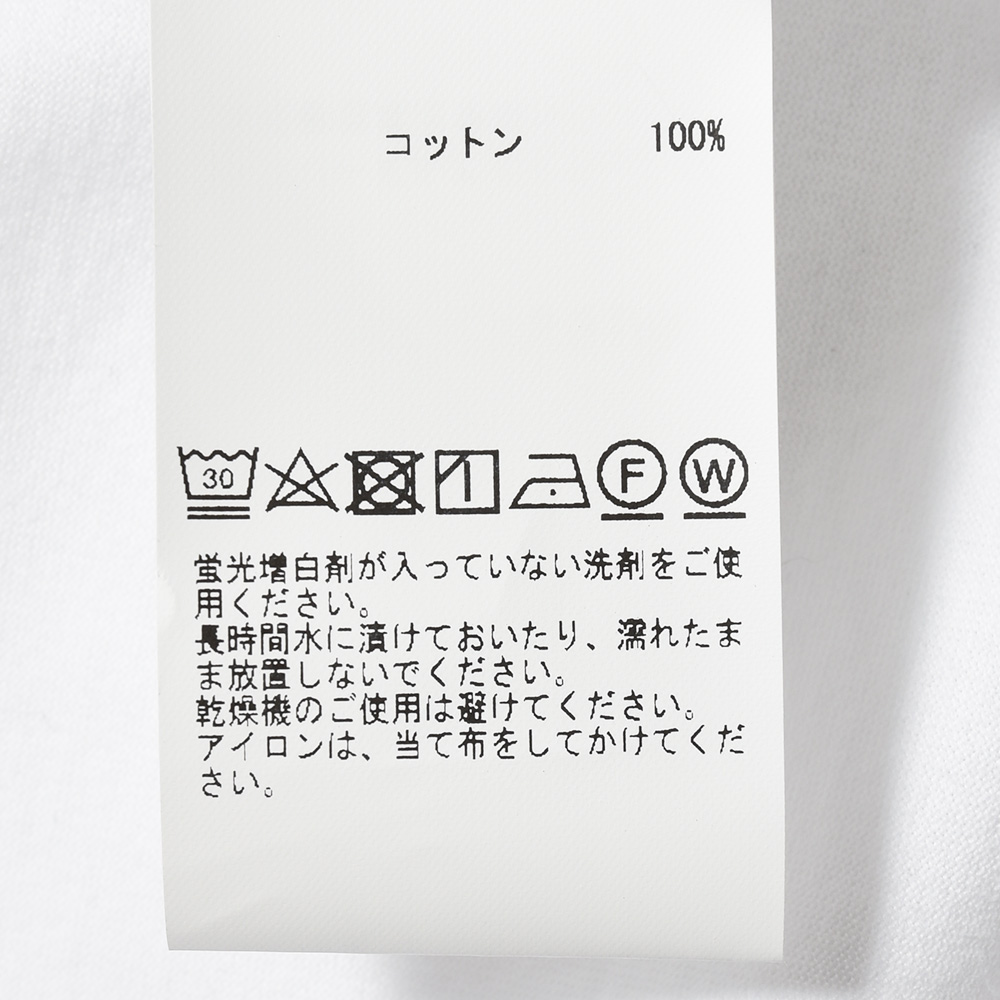 コットン 100%
30 F W
蛍光増白剤が入っていない洗剤をご使
用ください。
長時間水に漬けておいたり、濡れたま
ま放置しないでください。
乾燥機のご使用は避けてください。
アイロンは、当て布をしてかけてくだ
さい。